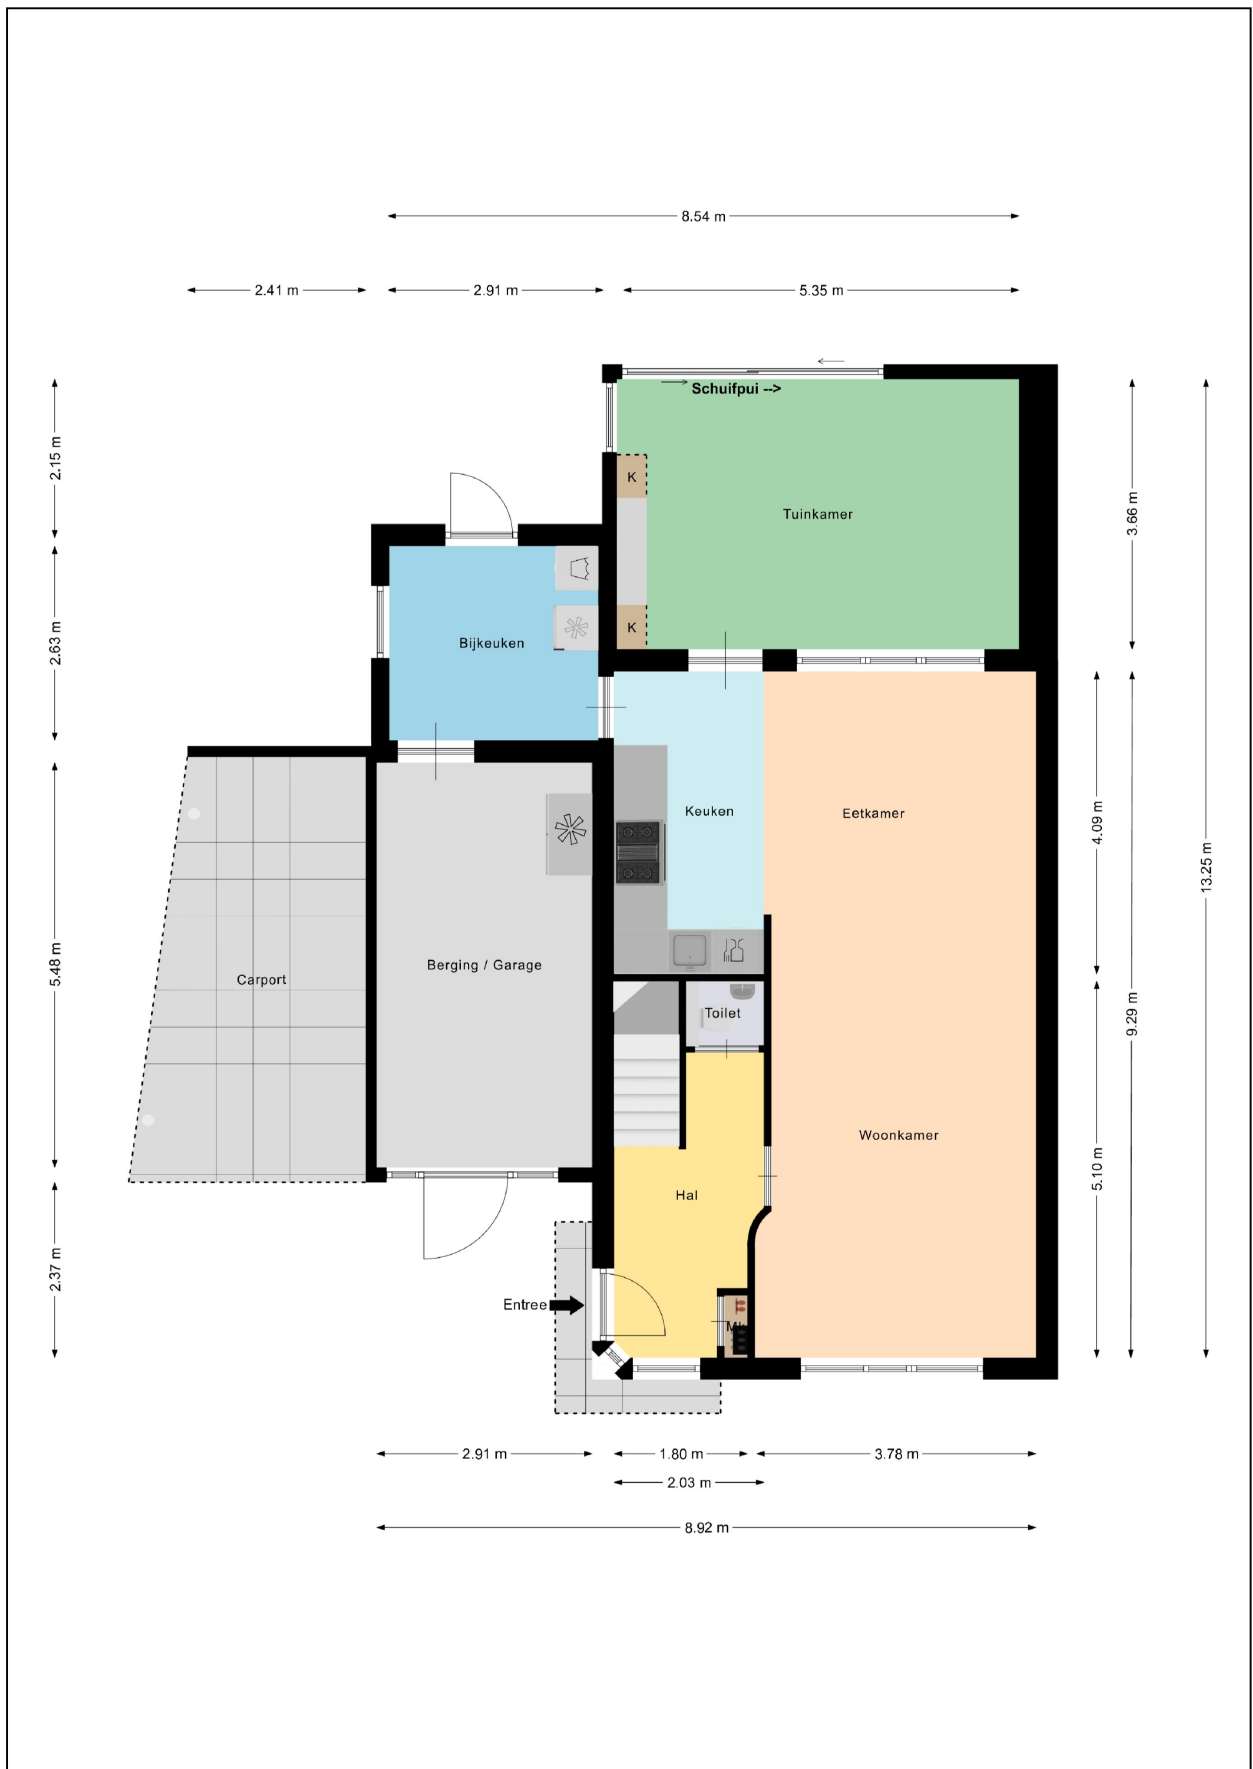 8.54 m
2.41 m
2.91 m
5.35 m
Schuifpui -->
2.15 m
K
Tuinkamer
3.66 m
2.63 m
Bijkeuken
K
Keuken
Eetkamer
4.09 m
13.25 m
5.48 m
Berging / Garage
Carport
Toilet
9.29 m
Woonkamer
5.10 m
Hal
2.37 m
Entree
2.91 m
1.80 m
3.78 m
2.03 m
8.92 m